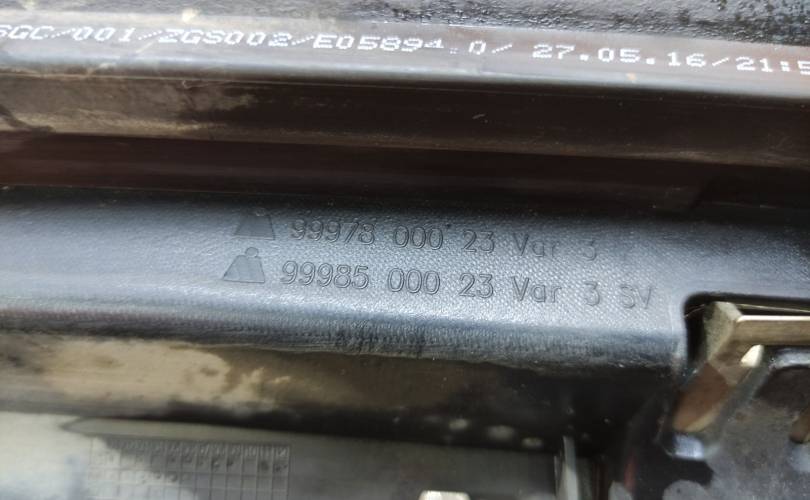 SGC/001/ZGS002/E05894.0/ 27.05.16/21:5
99978 000 23 Var 3
99985 000 23 Var 3 SV